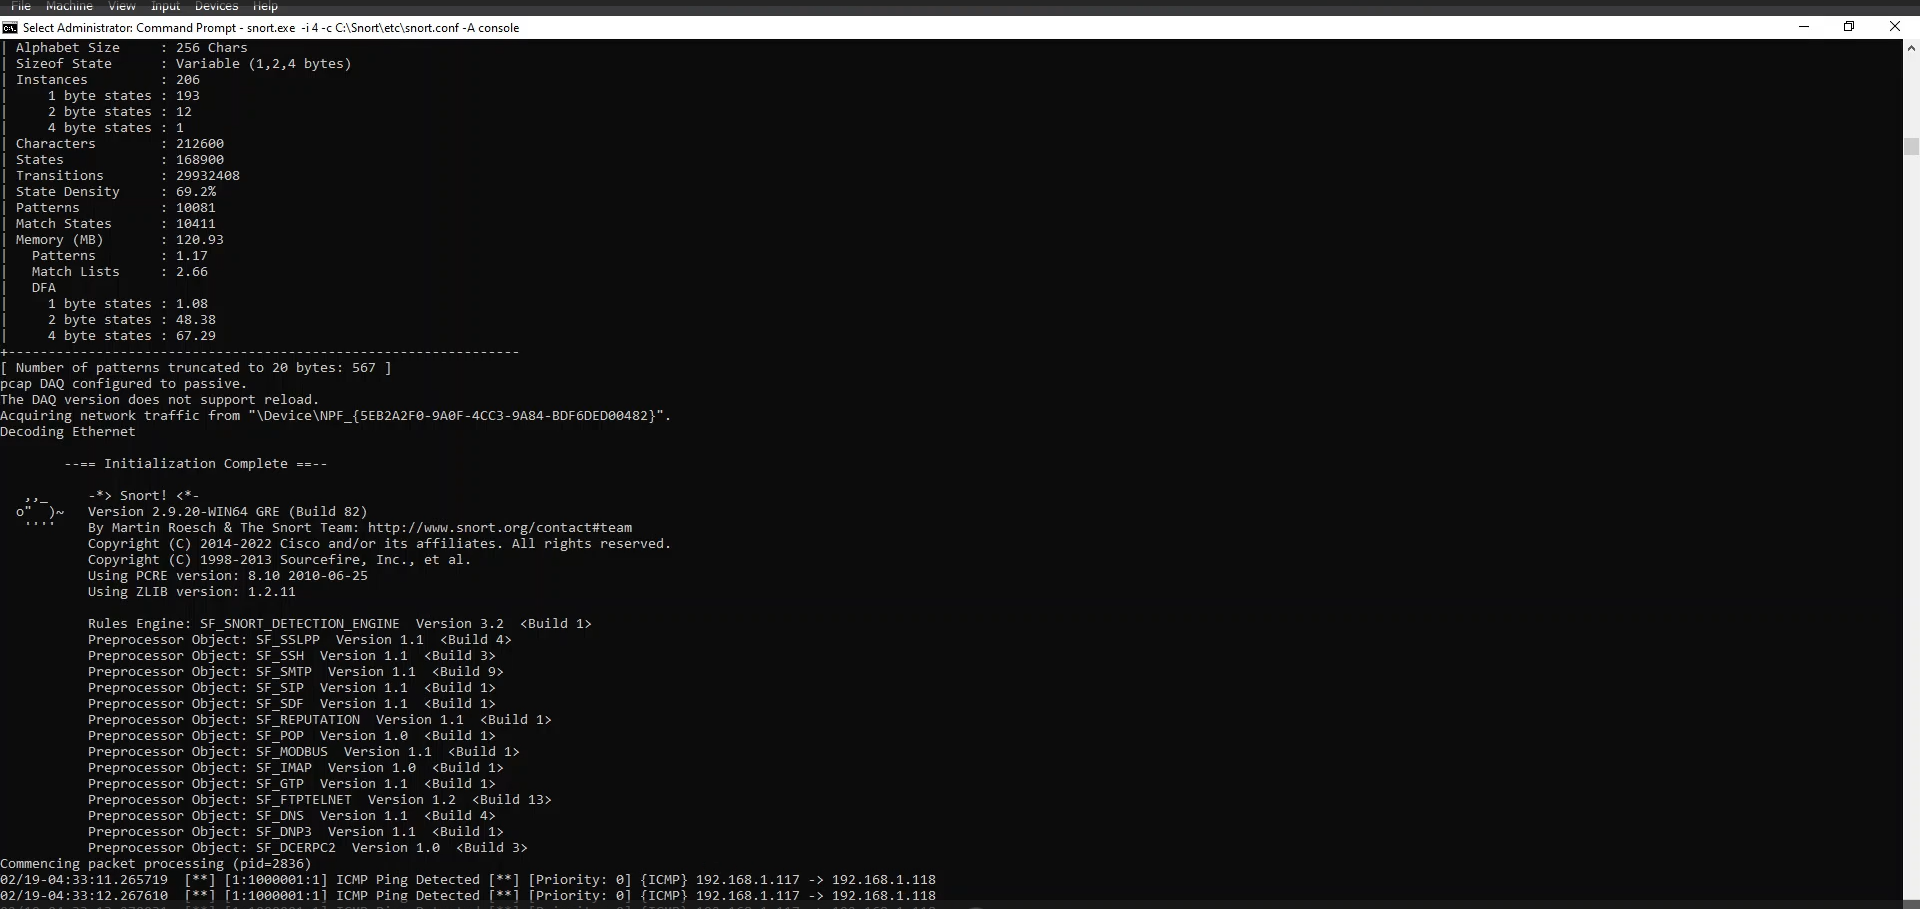 File Machine View Input Devices Help
Select Administrator: Command Prompt - snort.exe -i 4 -c C:\Snort\etc\snort.conf -A console
| Alphabet Size     : 256 Chars
| Sizeof State      : Variable (1,2,4 bytes)
| Instances         : 206
|     1 byte states : 193
|     2 byte states : 12
|     4 byte states : 1
| Characters        : 212600
| States            : 168900
| Transitions       : 29932408
| State Density     : 69.2%
| Patterns          : 10081
| Match States      : 10411
| Memory (MB)       : 120.93
|   Patterns        : 1.17
|   Match Lists     : 2.66
|   DFA
|     1 byte states : 1.08
|     2 byte states : 48.38
|     4 byte states : 67.29
+----------------------------------------------------------------
[ Number of patterns truncated to 20 bytes: 567 ]
pcap DAQ configured to passive.
The DAQ version does not support reload.
Acquiring network traffic from "\Device\NPF_{5EB2A2F0-9A0F-4CC3-9A84-BDF6DED00482}".
Decoding Ethernet
        --== Initialization Complete ==--
   ,,_     -*> Snort! <*-
  o"  )~   Version 2.9.20-WIN64 GRE (Build 82)
   ''''    By Martin Roesch & The Snort Team: http://www.snort.org/contact#team
           Copyright (C) 2014-2022 Cisco and/or its affiliates. All rights reserved.
           Copyright (C) 1998-2013 Sourcefire, Inc., et al.
           Using PCRE version: 8.10 2010-06-25
           Using ZLIB version: 1.2.11
           Rules Engine: SF_SNORT_DETECTION_ENGINE  Version 3.2  <Build 1>
           Preprocessor Object: SF_SSLPP  Version 1.1  <Build 4>
           Preprocessor Object: SF_SSH  Version 1.1  <Build 3>
           Preprocessor Object: SF_SMTP  Version 1.1  <Build 9>
           Preprocessor Object: SF_SIP  Version 1.1  <Build 1>
           Preprocessor Object: SF_SDF  Version 1.1  <Build 1>
           Preprocessor Object: SF_REPUTATION  Version 1.1  <Build 1>
           Preprocessor Object: SF_POP  Version 1.0  <Build 1>
           Preprocessor Object: SF_MODBUS  Version 1.1  <Build 1>
           Preprocessor Object: SF_IMAP  Version 1.0  <Build 1>
           Preprocessor Object: SF_GTP  Version 1.1  <Build 1>
           Preprocessor Object: SF_FTPTELNET  Version 1.2  <Build 13>
           Preprocessor Object: SF_DNS  Version 1.1  <Build 4>
           Preprocessor Object: SF_DNP3  Version 1.1  <Build 1>
           Preprocessor Object: SF_DCERPC2  Version 1.0  <Build 3>
Commencing packet processing (pid=2836)
02/19-04:33:11.265719  [**] [1:1000001:1] ICMP Ping Detected [**] [Priority: 0] {ICMP} 192.168.1.117 -> 192.168.1.118
02/19-04:33:12.267610  [**] [1:1000001:1] ICMP Ping Detected [**] [Priority: 0] {ICMP} 192.168.1.117 -> 192.168.1.118